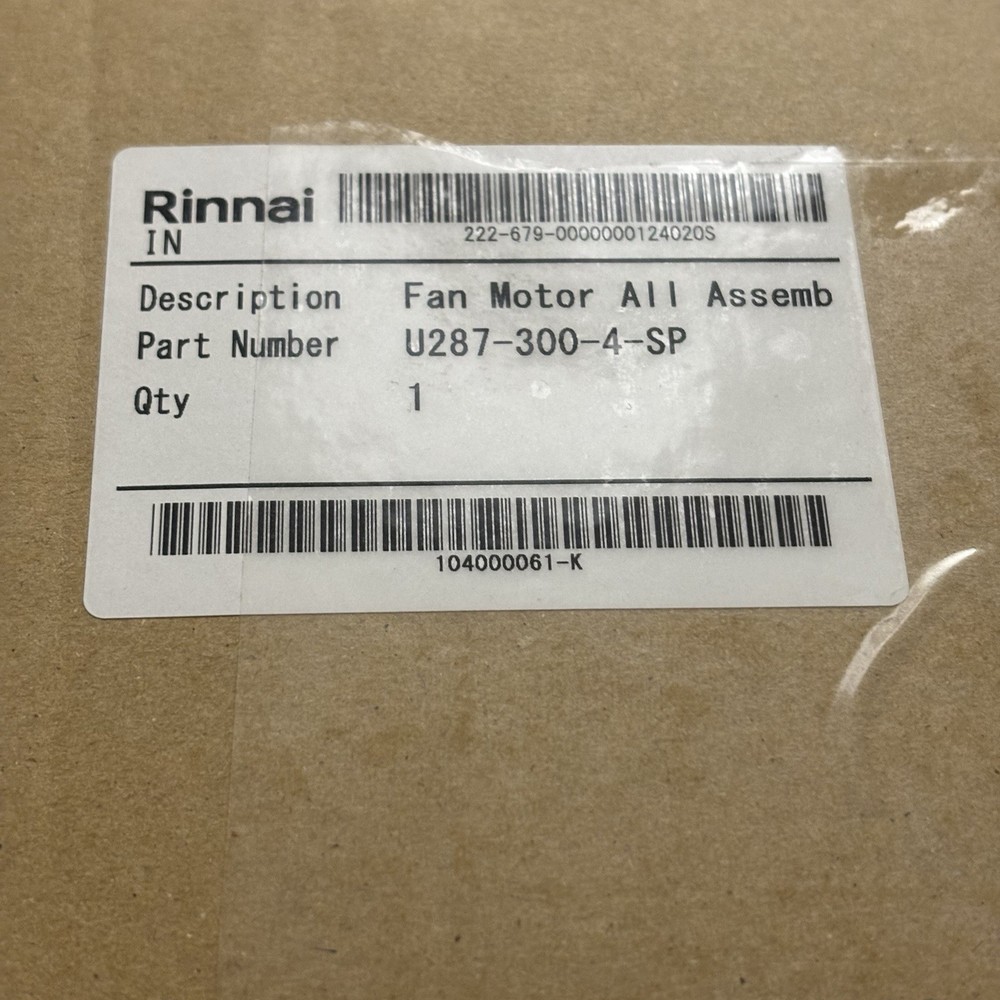 Rinnai
IN
222-679-0000000124020S
Description Fan Motor All Assemb
Part Number U287-300-4-SP
Qty 1
104000061-K